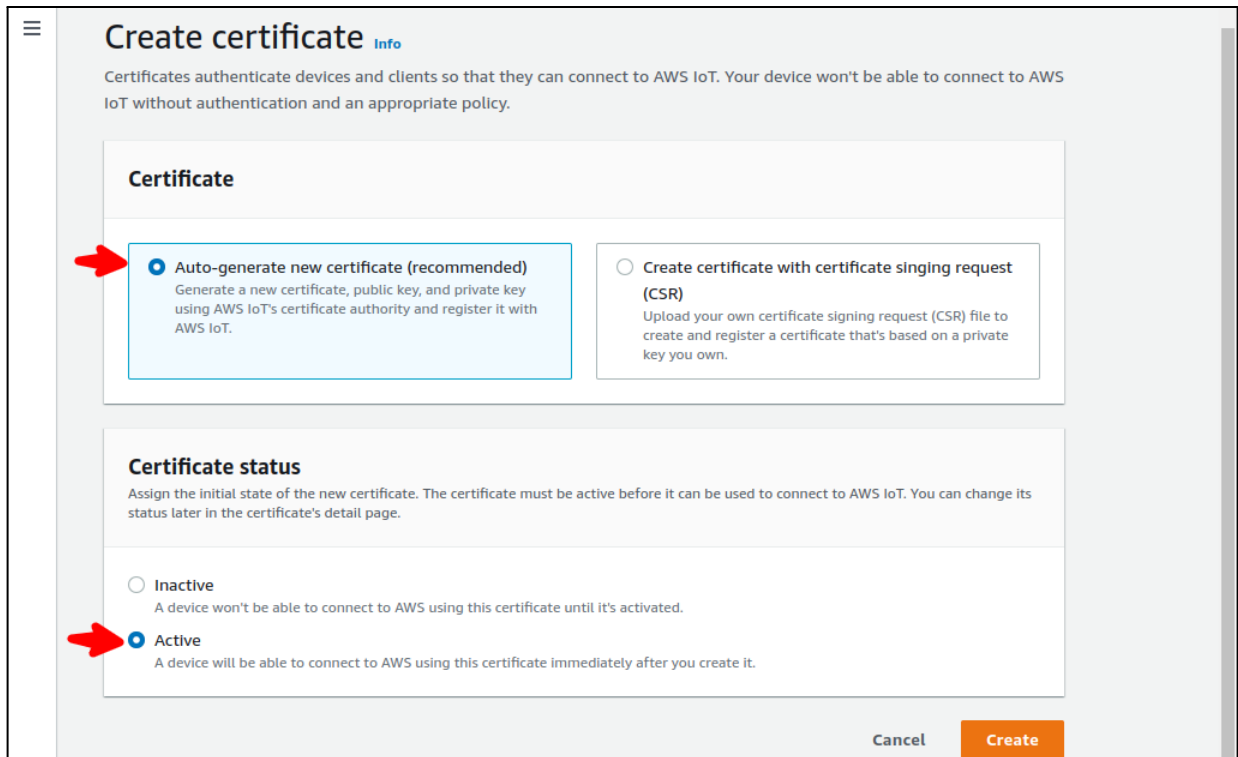 Create certificate Info
Certificates authenticate devices and clients so that they can connect to AWS IoT. Your device won't be able to connect to AWS
IoT without authentication and an appropriate policy.
Certificate
Auto-generate new certificate (recommended)
Generate a new certificate, public key, and private key
using AWS IoT's certificate authority and register it with
AWS IoT.
Create certificate with certificate singing request
(CSR)
Upload your own certificate signing request (CSR) file to
create and register a certificate that's based on a private
key you own.
Certificate status
Assign the initial state of the new certificate. The certificate must be active before it can be used to connect to AWS IoT. You can change its
status later in the certificate's detail page.
Inactive
A device won't be able to connect to AWS using this certificate until it's activated.
Active
A device will be able to connect to AWS using this certificate immediately after you create it.
Cancel
Create